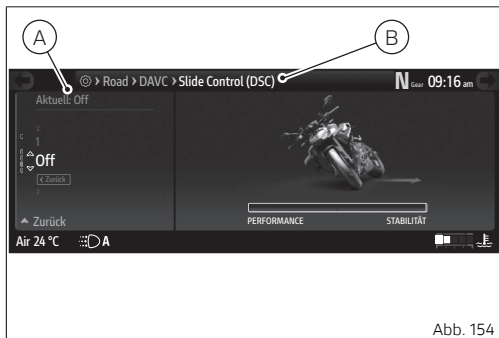 A
B
Road > DAVC > Slide Control (DSC)
N Gear 09:16 am
Aktuell: Off
1
Off
Zurück
2
Zurück
PERFORMANCE STABILITÄT
Air 24 °C A
Abb. 154